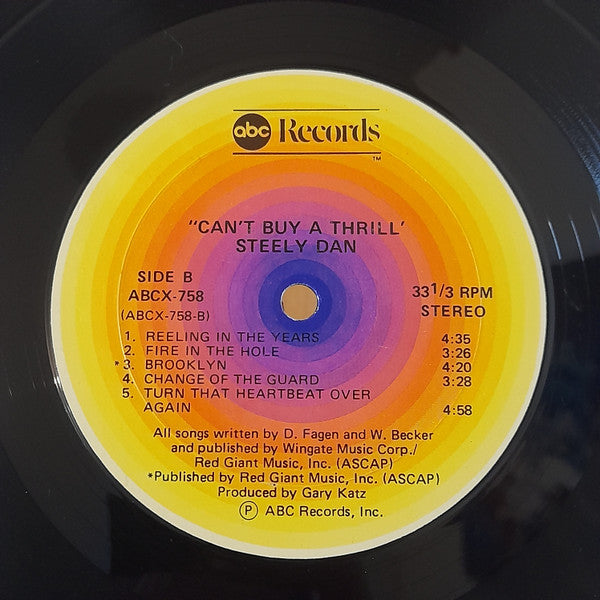 abc Records
TM
"CAN'T BUY A THRILL'
STEELY DAN
SIDE B
ABCX-758
(ABCX-758-B)
33 1/3 RPM
STEREO
1. REELING IN THE YEARS 4:35
2. FIRE IN THE HOLE 3:26
*3. BROOKLYN 4:20
4. CHANGE OF THE GUARD 3:28
5. TURN THAT HEARTBEAT OVER
AGAIN 4:58
All songs written by D. Fagen and W. Becker
and published by Wingate Music Corp./
Red Giant Music, Inc. (ASCAP)
*Published by Red Giant Music, Inc. (ASCAP)
Produced by Gary Katz
Ⓟ ABC Records, Inc.